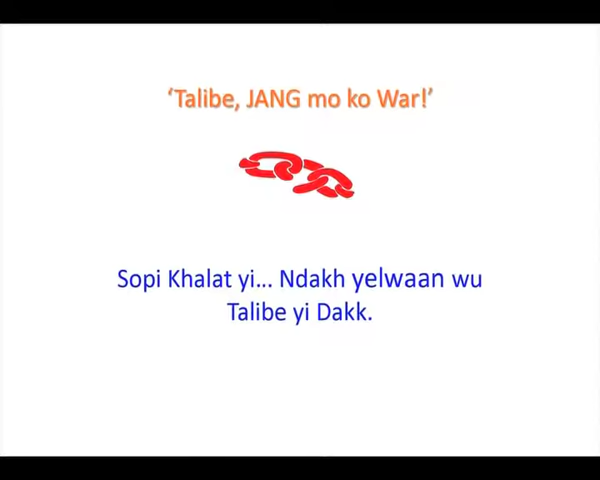 ‘Talibe, JANG mo ko War!’
Sopi Khalat yi... Ndakh yelwaan wu
Talibe yi Dakk.